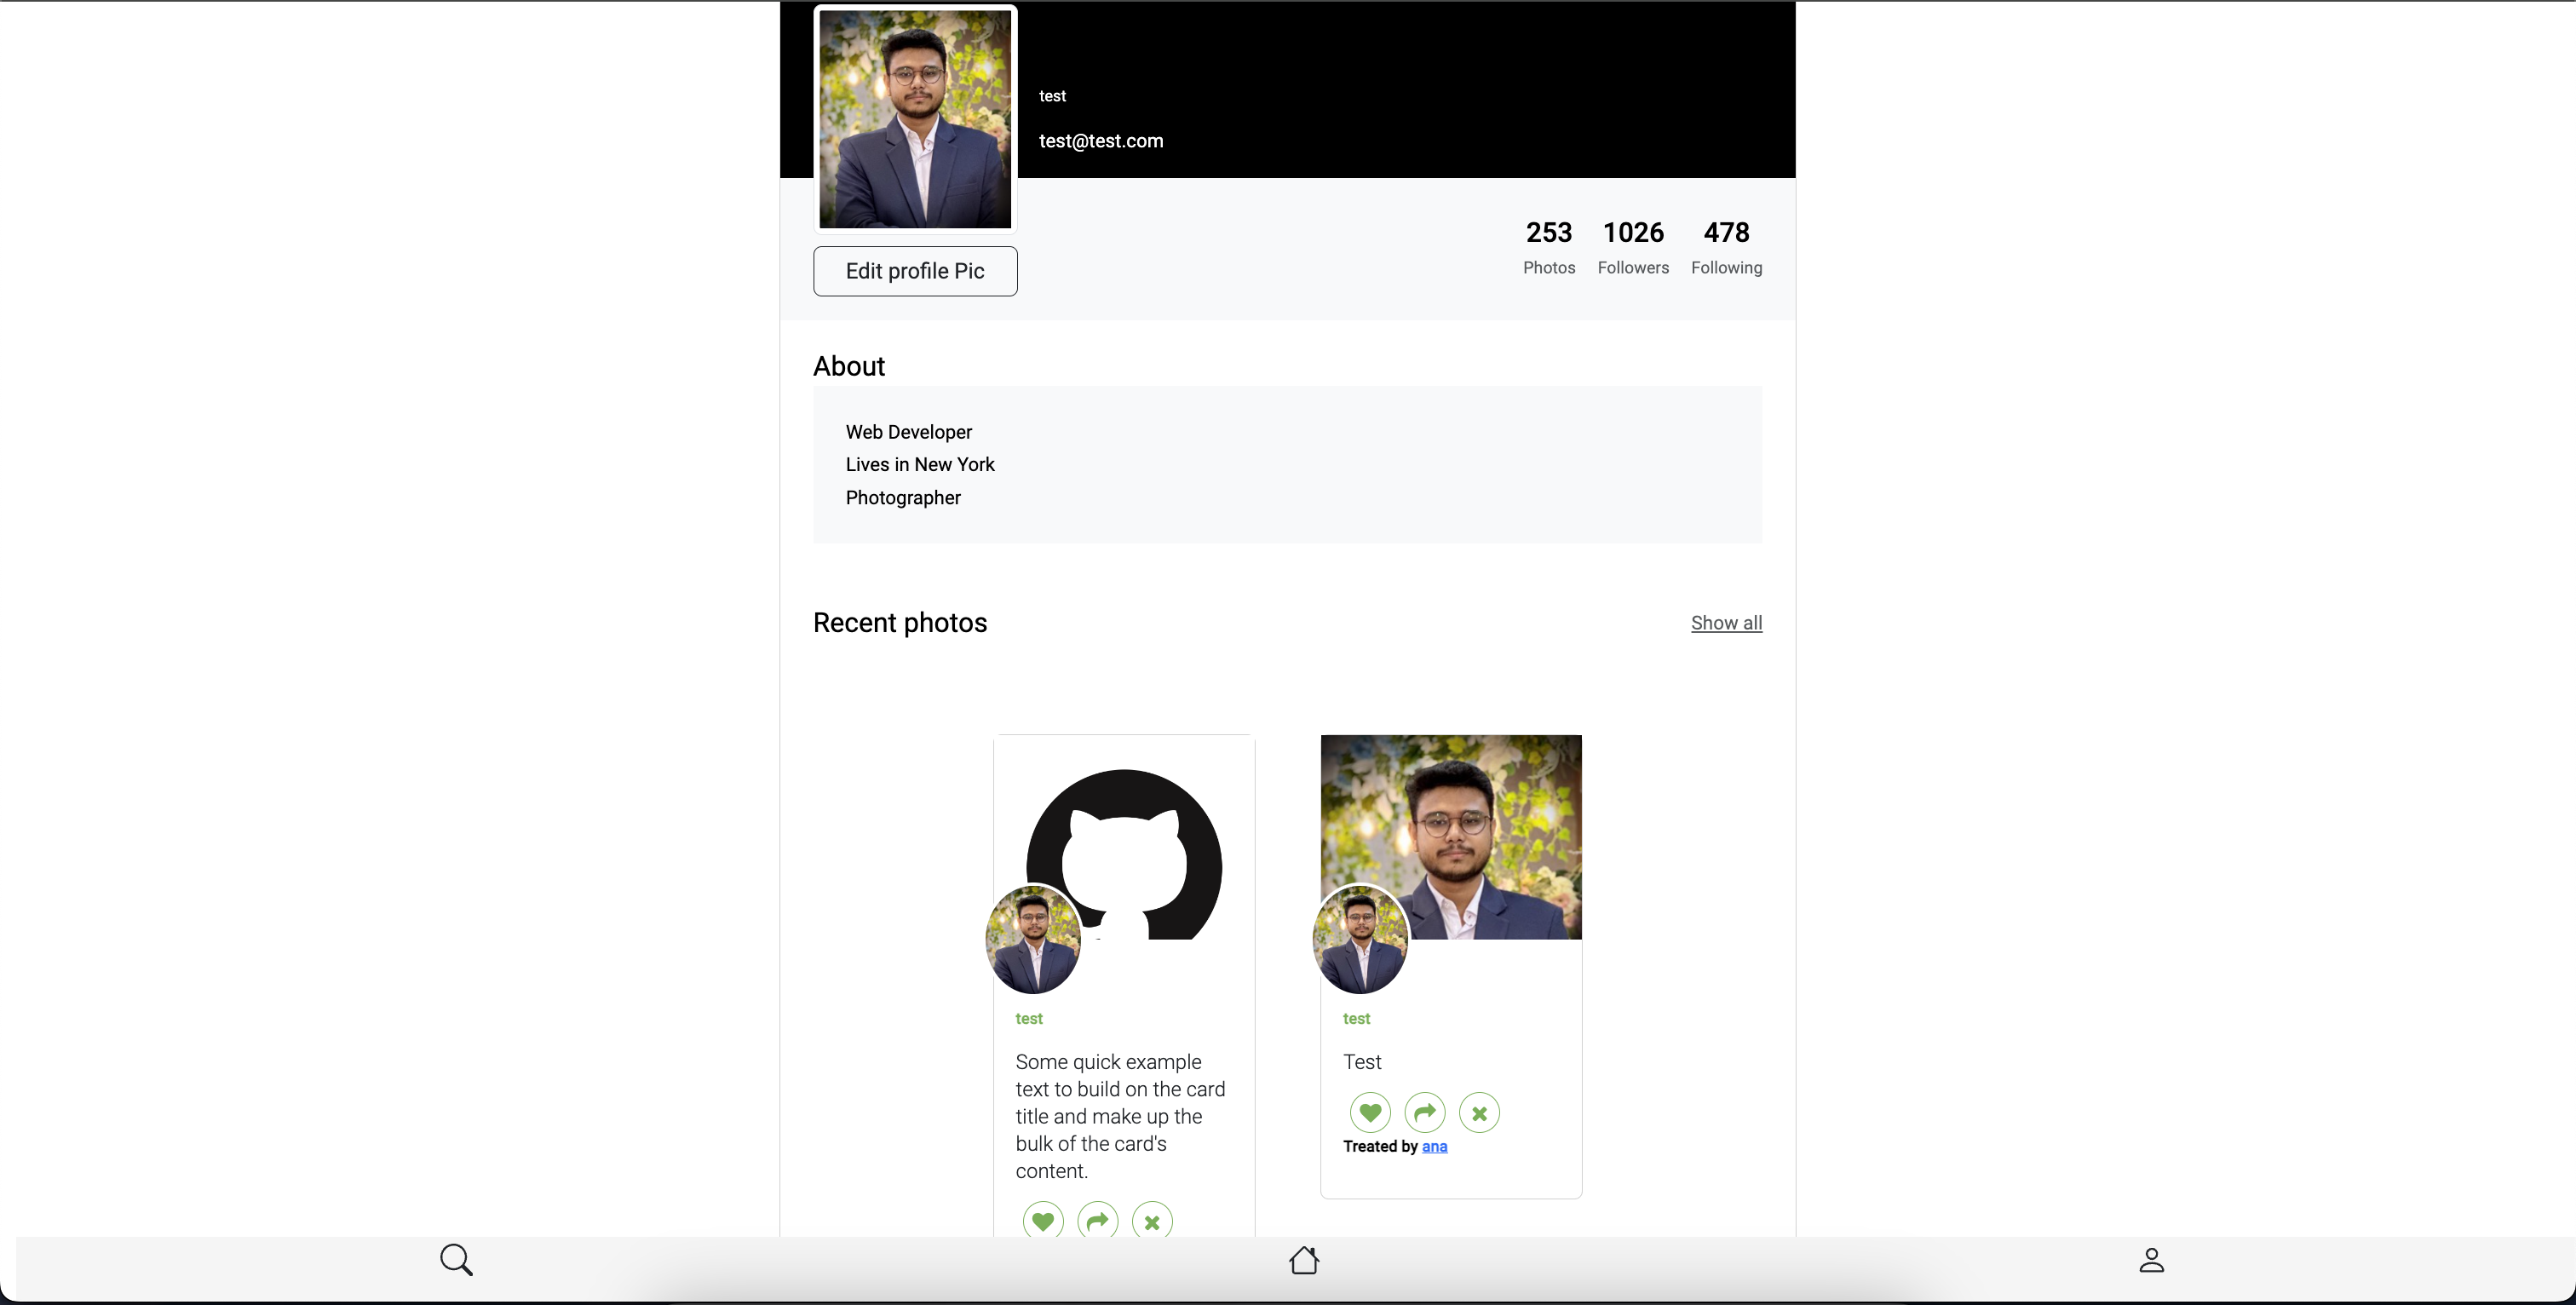 test
test@test.com
253 1026 478
Photos Followers Following
Edit profile Pic
About
Web Developer
Lives in New York
Photographer
Recent photos Show all
test
Some quick example
text to build on the card
title and make up the
bulk of the card's
content.
test
Test
Treated by ana